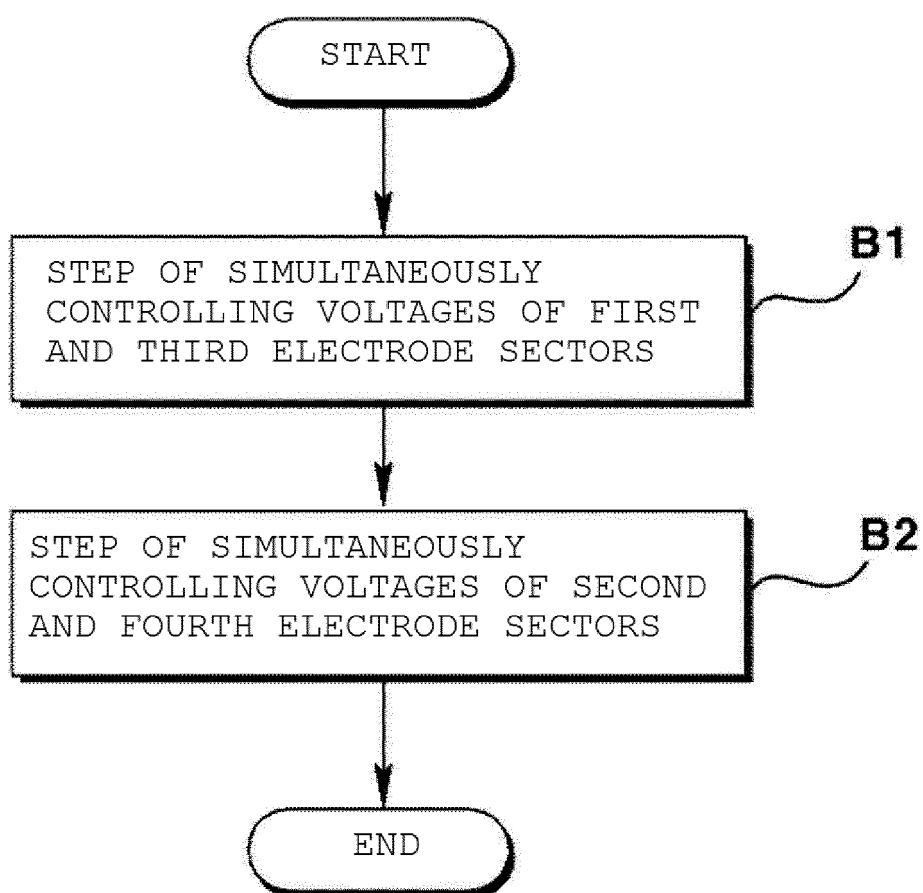 START
STEP OF SIMULTANEOUSLY
CONTROLLING VOLTAGES OF FIRST
AND THIRD ELECTRODE SECTORS
B1
STEP OF SIMULTANEOUSLY
CONTROLLING VOLTAGES OF SECOND
AND FOURTH ELECTRODE SECTORS
B2
END